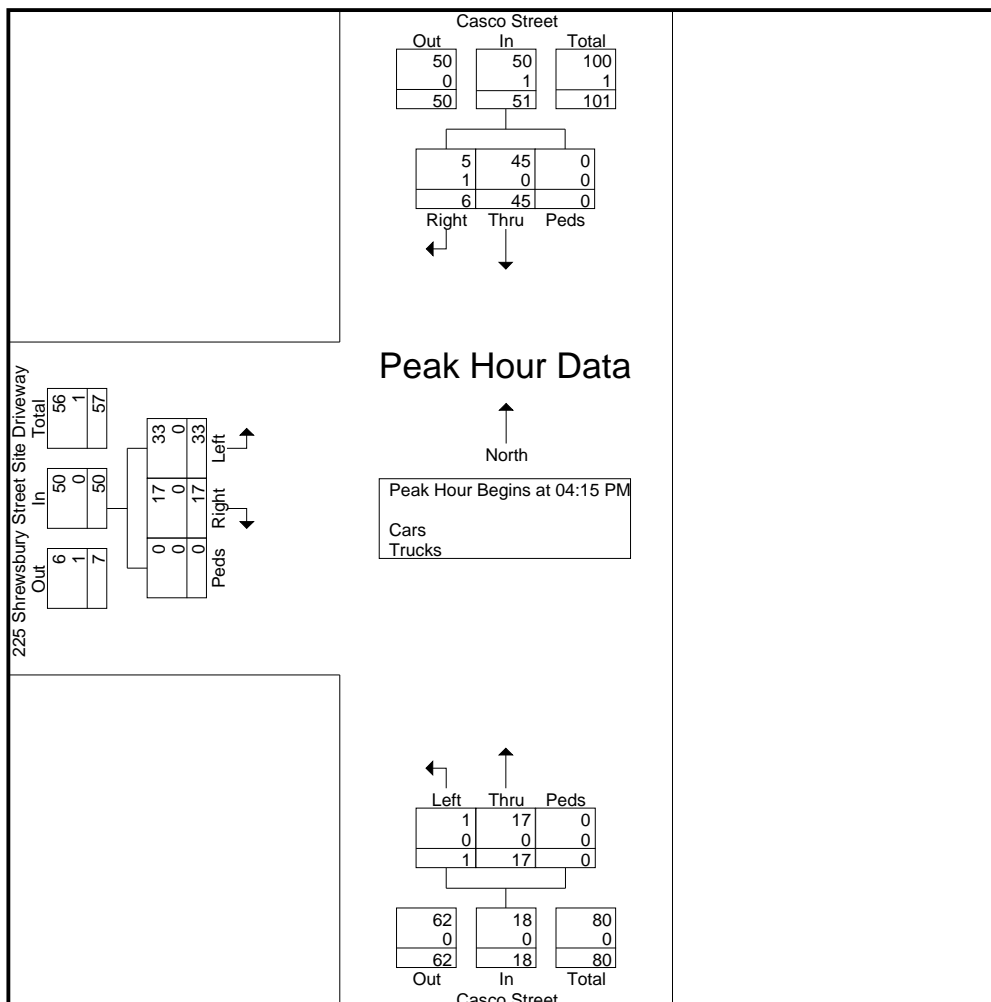 Casco Street
Out In Total
50 50 100
0 1 1
50 51 101
5 45 0
1 0 0
6 45 0
Right Thru Peds
Peak Hour Data
North
Peak Hour Begins at 04:15 PM
Cars
Trucks
225 Shrewsbury Street Site Driveway
Out In Total
6 50 56
1 0 1
7 50 57
0 17 33
0 0 0
0 17 33
Peds Right Left
Left Thru Peds
1 17 0
0 0 0
1 17 0
62 18 80
0 0 0
62 18 80
Out In Total
Casco Street